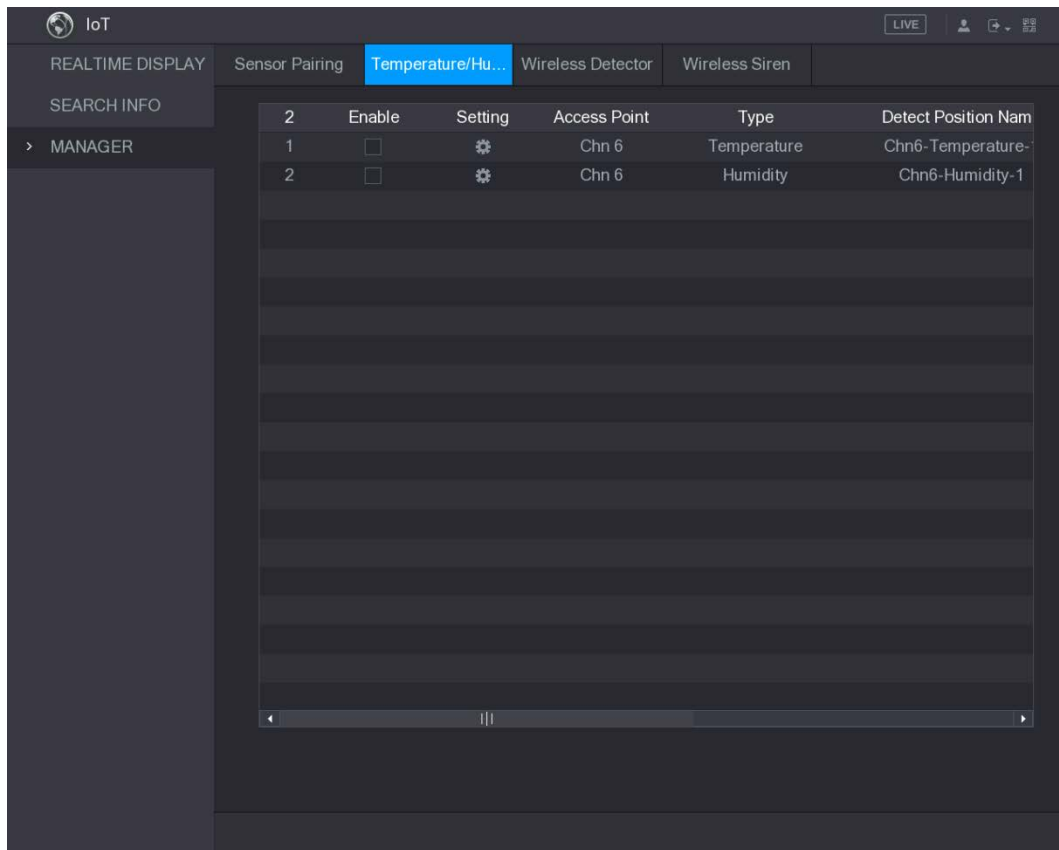 IoT
LIVE
REALTIME DISPLAY
SEARCH INFO
MANAGER
Sensor Pairing Temperature/Hu... Wireless Detector Wireless Siren
2 Enable Setting Access Point Type Detect Position Nam
1 Chn 6 Temperature Chn6-Temperature-1
2 Chn 6 Humidity Chn6-Humidity-1